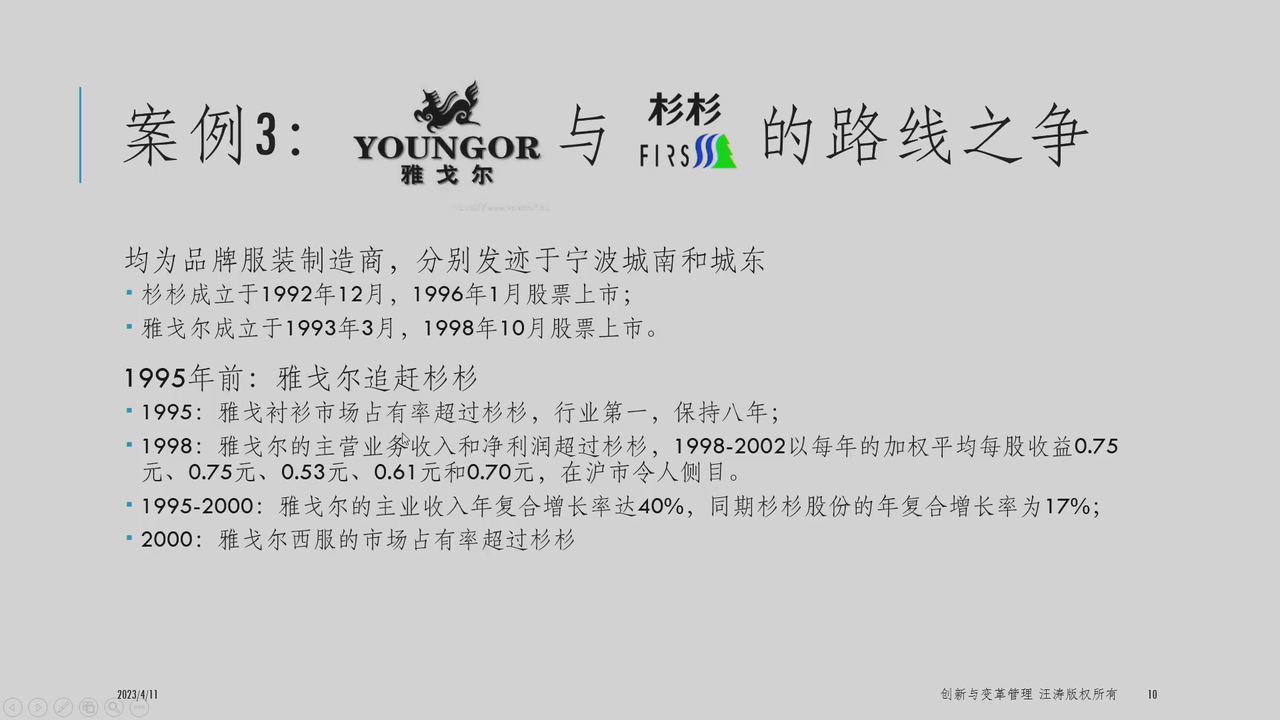 案例3： YOUNGOR 雅戈尔 与 杉杉 FIRS 的路线之争
均为品牌服装制造商，分别发迹于宁波城南和城东
杉杉成立于1992年12月，1996年1月股票上市；
雅戈尔成立于1993年3月，1998年10月股票上市。
1995年前：雅戈尔追赶杉杉
1995：雅戈衬衫市场占有率超过杉杉，行业第一，保持八年；
1998：雅戈尔的主营业务收入和净利润超过杉杉，1998-2002以每年的加权平均每股收益0.75
元、0.75元、0.53元、0.61元和0.70元，在沪市令人侧目。
1995-2000：雅戈尔的主业收入年复合增长率达40%，同期杉杉股份的年复合增长率为17%；
2000：雅戈尔西服的市场占有率超过杉杉
2023/4/11
创新与变革管理 汪涛版权所有 10